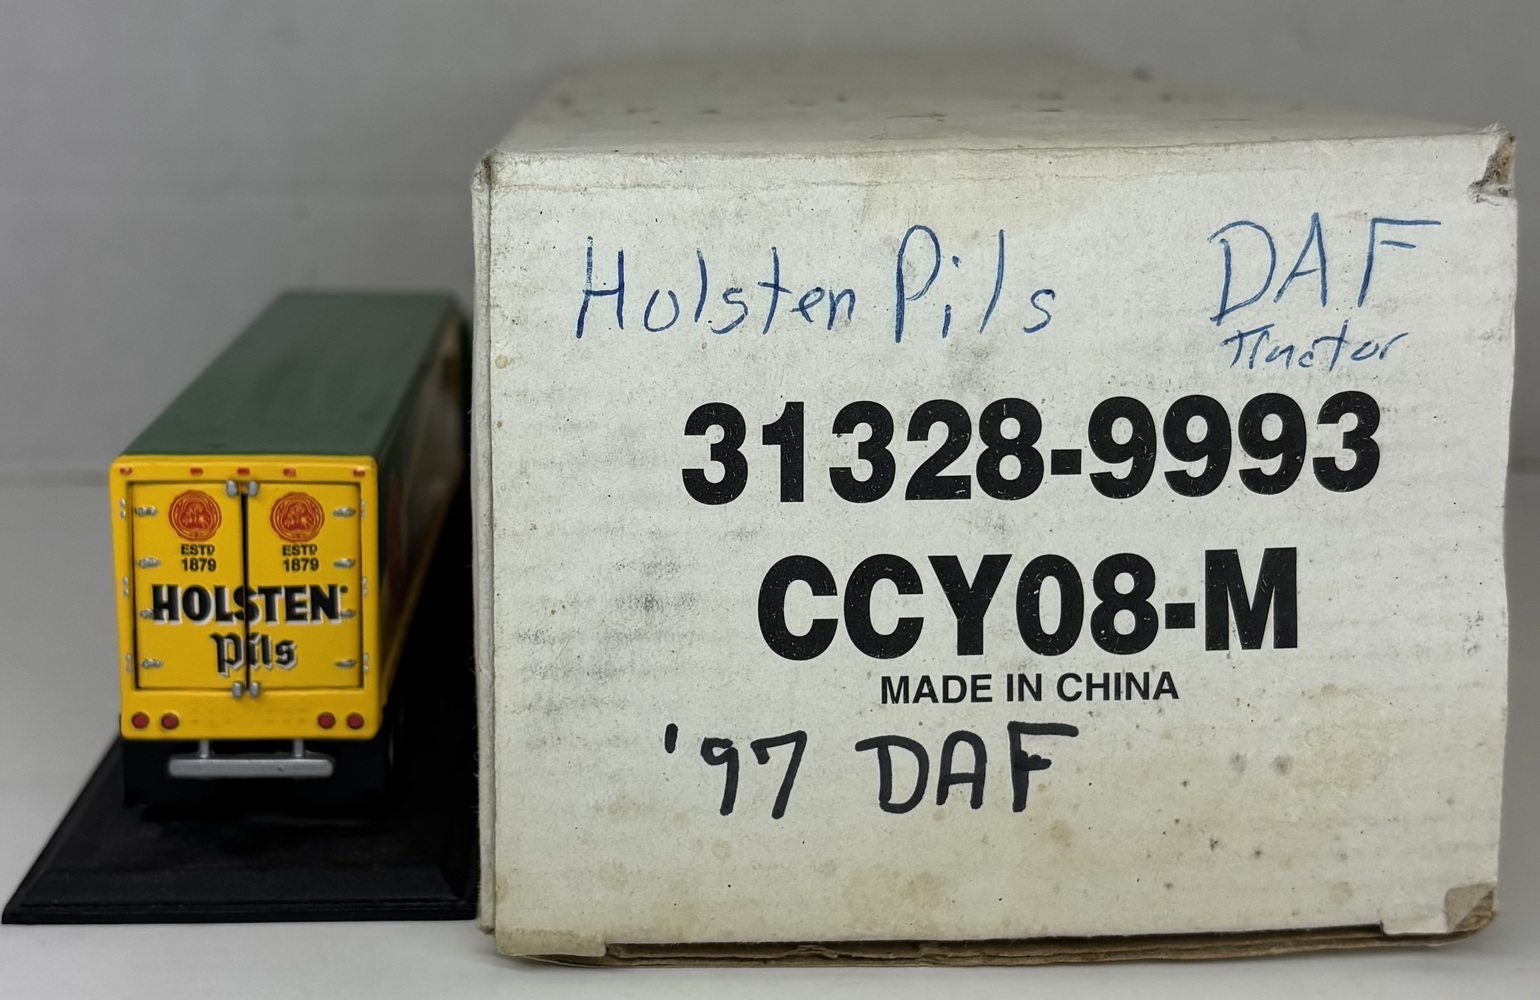 Holsten Pils DAF
Tractor
31328-9993
CCY08-M
MADE IN CHINA
'97 DAF
ESTD ESTD
1879 1879
HOLSTEN
Pils